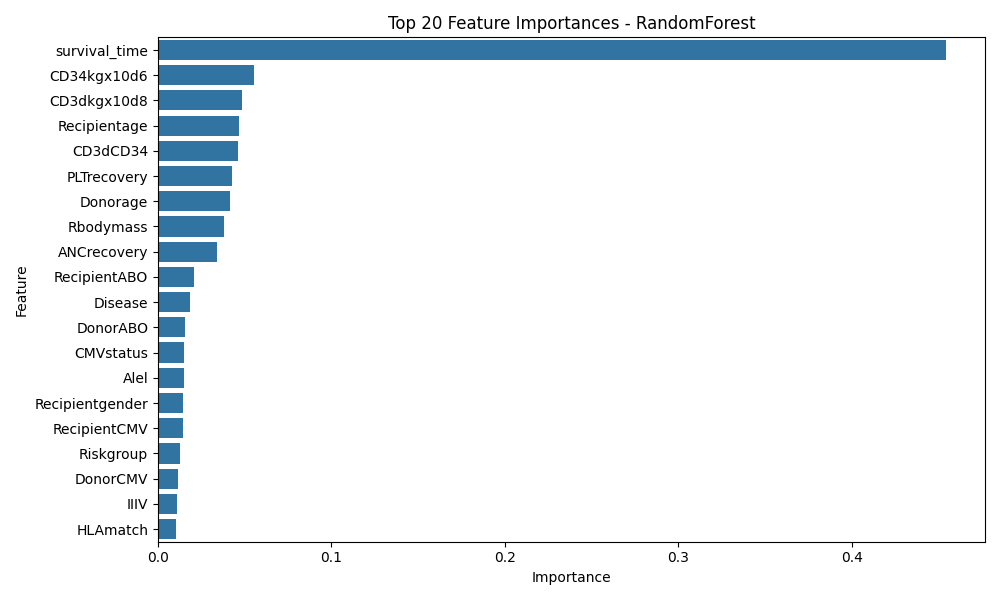 Top 20 Feature Importances - RandomForest
Feature
survival_time
CD34kgx10d6
CD3dkgx10d8
Recipientage
CD3dCD34
PLTrecovery
Donorage
Rbodymass
ANCrecovery
RecipientABO
Disease
DonorABO
CMVstatus
Alel
Recipientgender
RecipientCMV
Riskgroup
DonorCMV
IIIV
HLAmatch
0.0 0.1 0.2 0.3 0.4
Importance